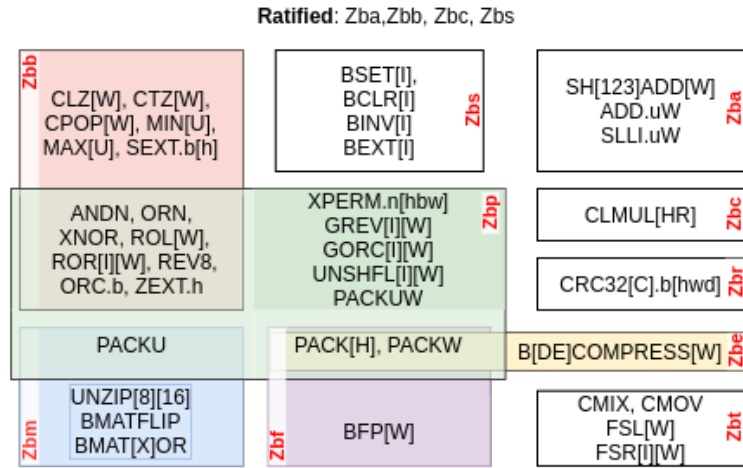 Ratified: Zba,Zbb, Zbc, Zbs
Zbb
CLZ[W], CTZ[W],
CPOP[W], MIN[U],
MAX[U], SEXT.b[h]
BSET[I],
BCLR[I]
BINV[I]
BEXT[I]
Zbs
SH[123]ADD[W]
ADD.uW
SLLI.uW
Zba
ANDN, ORN,
XNOR, ROL[W],
ROR[I][W], REV8,
ORC.b, ZEXT.h
XPERM.n[hbw]
GREV[I][W]
GORC[I][W]
UNSHFL[I][W]
PACKUW
Zbp
CLMUL[HR]
Zbc
CRC32[C].b[hwd]
Zbr
PACKU
PACK[H], PACKW
B[DE]COMPRESS[W]
Zbe
UNZIP[8][16]
BMATFLIP
BMAT[X]OR
Zbm
BFP[W]
Zbf
CMIX, CMOV
FSL[W]
FSR[I][W]
Zbt